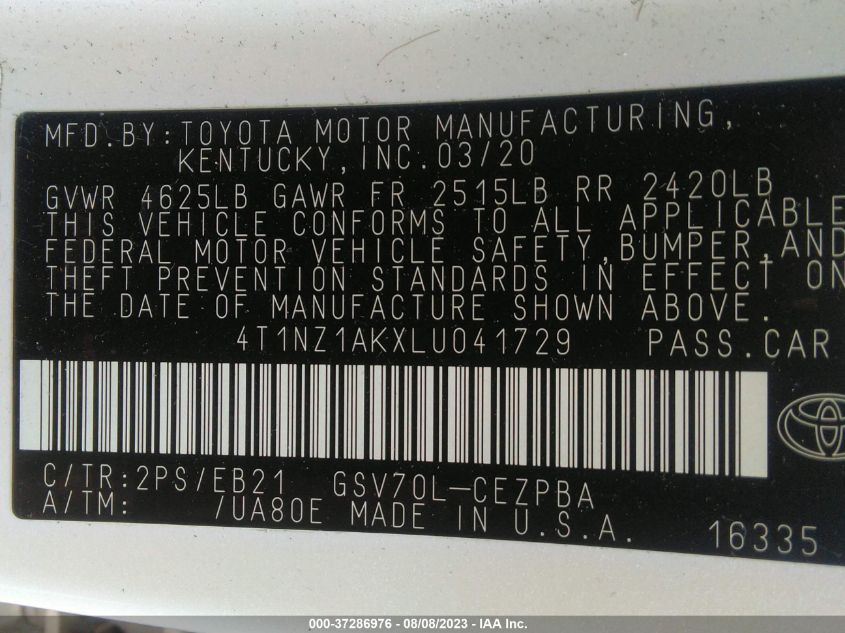 MFD.BY:TOYOTA MOTOR MANUFACTURING,
KENTUCKY,INC.03/20
GVWR 4625LB GAWR FR 2515LB RR 2420LB
THIS VEHICLE CONFORMS TO ALL APPLICABLE
FEDERAL MOTOR VEHICLE SAFETY,BUMPER,AND
THEFT PREVENTION STANDARDS IN EFFECT ON
THE DATE OF MANUFACTURE SHOWN ABOVE.
4T1NZ1AKXLU041729 PASS.CAR
C/TR:2PS/EB21 GSV70L-CEZPBA
A/TM: /UA80E MADE IN U.S.A. 16335
000-37286976 - 08/08/2023 - IAA Inc.